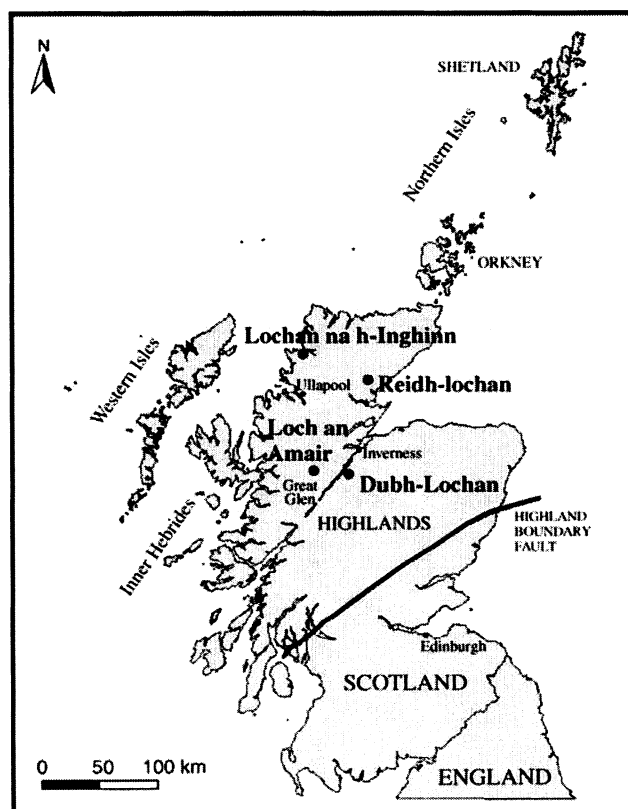 N
SHETLAND
Northern Isles
ORKNEY
Lochan na h-Inghinn
Western Isles
Ullapool
Reidh-lochan
Loch an
Amair
Inverness
Great
Glen
Dubh-Lochan
HIGHLANDS
HIGHLAND
BOUNDARY
FAULT
Inner Hebrides
Edinburgh
SCOTLAND
0 50 100 km
ENGLAND